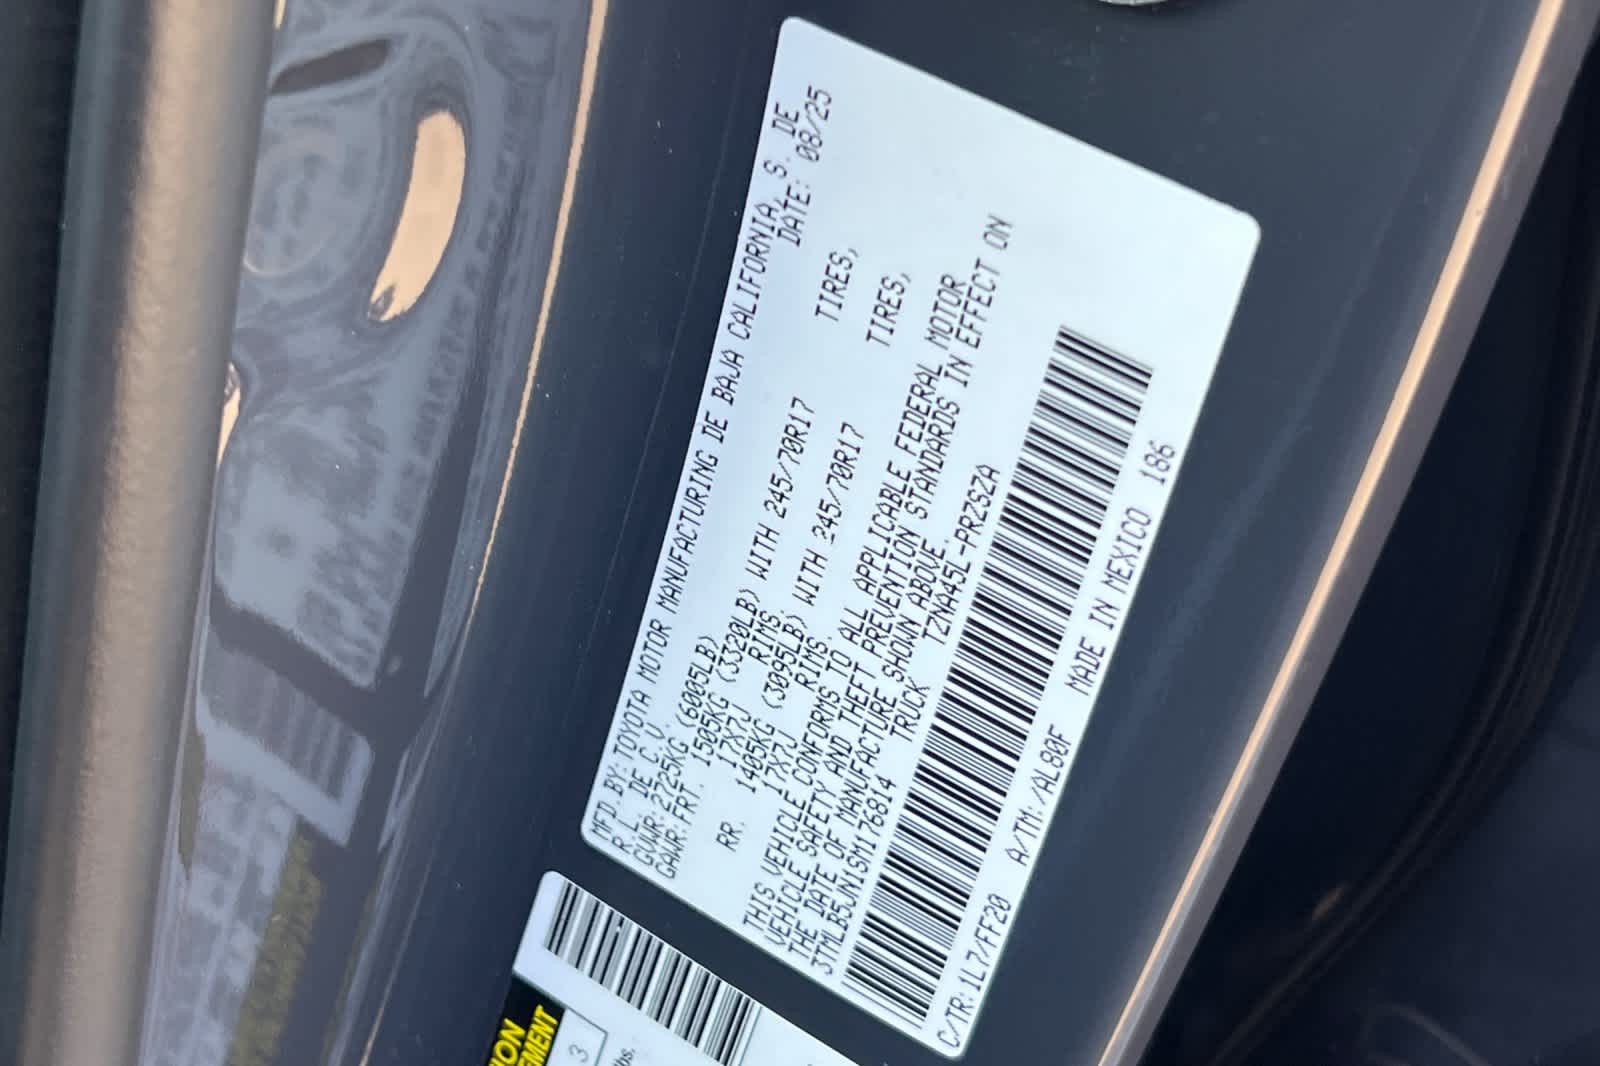 MFD.BY:TOYOTA MOTOR MANUFACTURING DE BAJA CALIFORNIA, S. DE
R.L. DE C.V. DATE: 08/25
GVWR:2725KG (6005LB)
GAWR:FRT. 1505KG (3320LB) WITH 245/70R17 TIRES,
17X7J RIMS.
RR. 1405KG (3095LB) WITH 245/70R17 TIRES,
17X7J RIMS.
THIS VEHICLE CONFORMS TO ALL APPLICABLE FEDERAL MOTOR
VEHICLE SAFETY AND THEFT PREVENTION STANDARDS IN EFFECT ON
THE DATE OF MANUFACTURE SHOWN ABOVE.
3TMLB5JN1SM176814 TRUCK TZNA45L-PRZSZA
C/TR:1L7/FF20 A/TM:/AL80F MADE IN MEXICO 186
3
lbs.